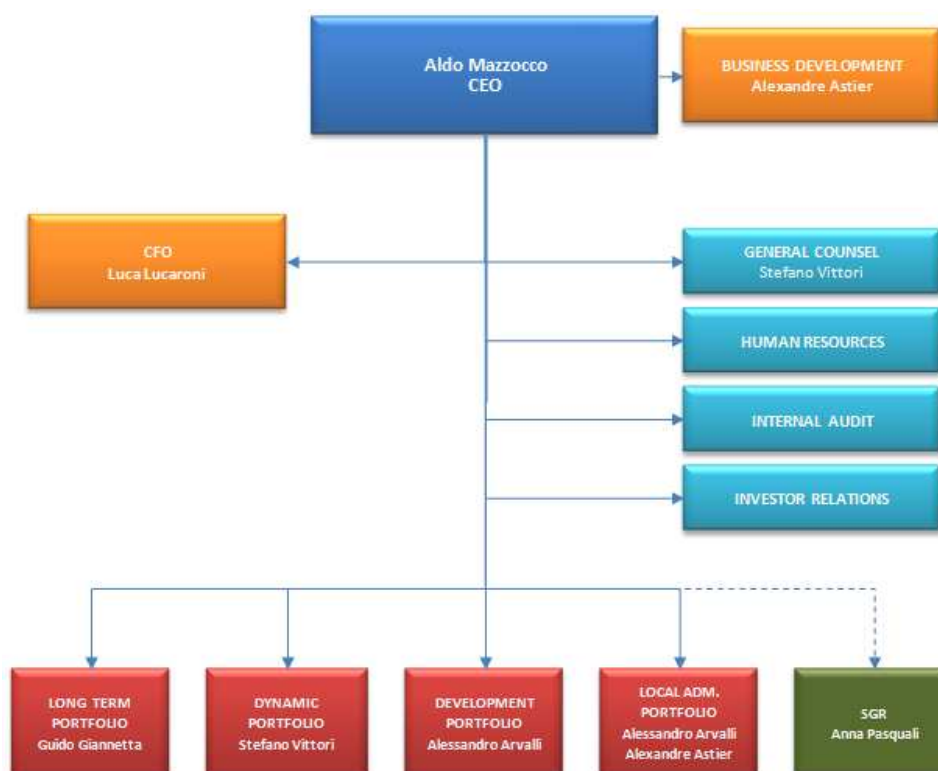 Aldo Mazzocco
CEO
BUSINESS DEVELOPMENT
Alexandre Astier
CFO
Luca Lucaroni
GENERAL COUNSEL
Stefano Vittori
HUMAN RESOURCES
INTERNAL AUDIT
INVESTOR RELATIONS
LONG TERM
PORTFOLIO
Guido Giannetta
DYNAMIC
PORTFOLIO
Stefano Vittori
DEVELOPMENT
PORTFOLIO
Alessandro Arvalli
LOCAL ADM.
PORTFOLIO
Alessandro Arvalli
Alexandre Astier
SGR
Anna Pasquali